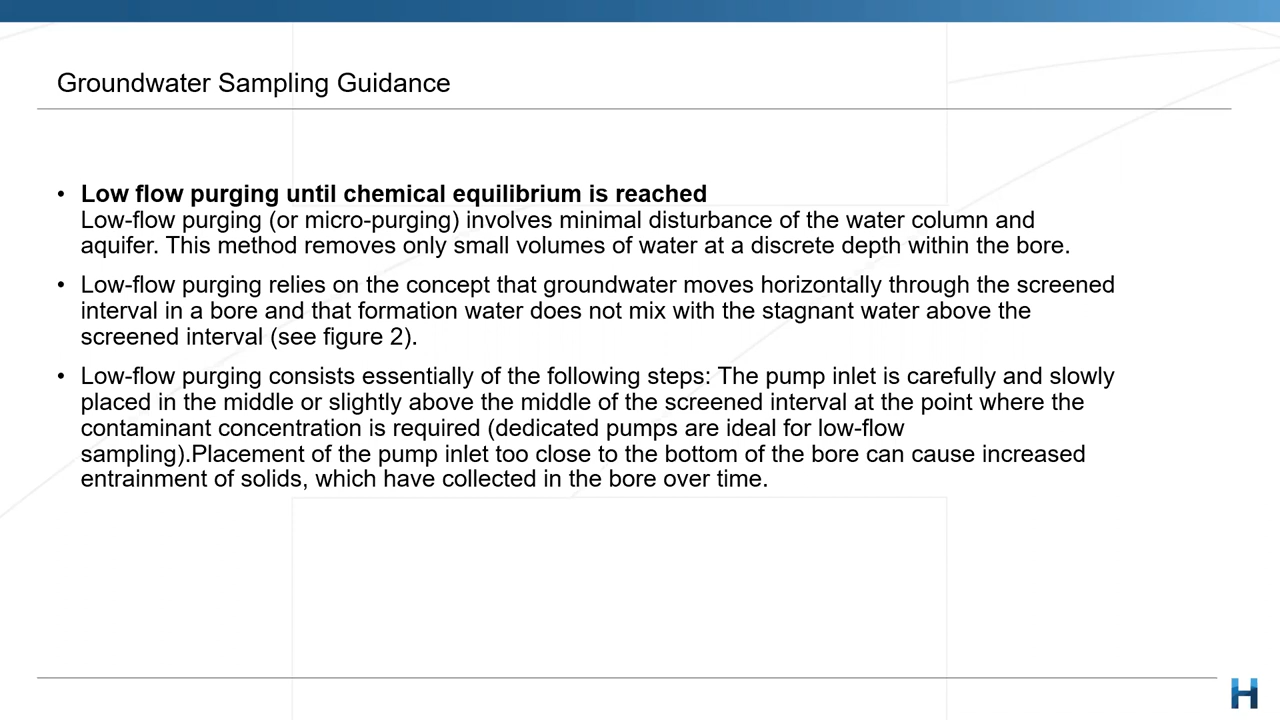 Groundwater Sampling Guidance
• Low flow purging until chemical equilibrium is reached
Low-flow purging (or micro-purging) involves minimal disturbance of the water column and
aquifer. This method removes only small volumes of water at a discrete depth within the bore.
• Low-flow purging relies on the concept that groundwater moves horizontally through the screened
interval in a bore and that formation water does not mix with the stagnant water above the
screened interval (see figure 2).
• Low-flow purging consists essentially of the following steps: The pump inlet is carefully and slowly
placed in the middle or slightly above the middle of the screened interval at the point where the
contaminant concentration is required (dedicated pumps are ideal for low-flow
sampling).Placement of the pump inlet too close to the bottom of the bore can cause increased
entrainment of solids, which have collected in the bore over time.
H